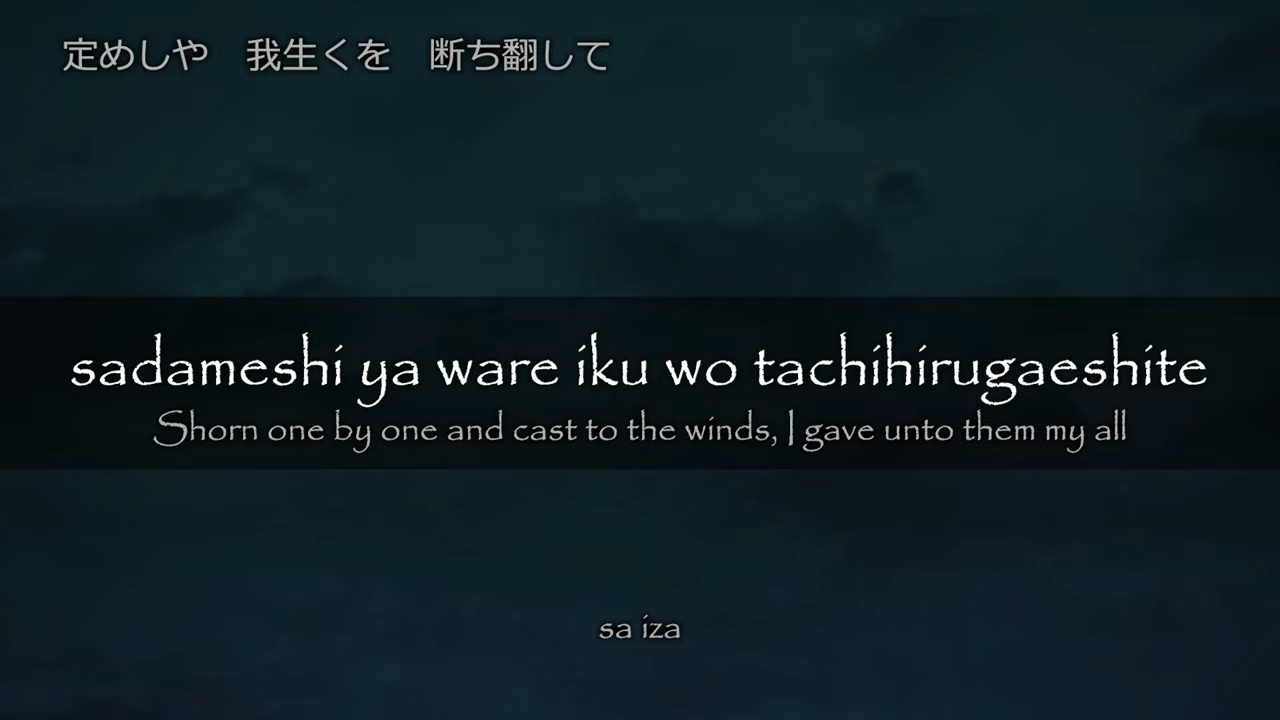 定めしや　我生くを　断ち翻して
sadameshi ya ware iku wo tachihirugaeshite
Shorn one by one and cast to the winds, I gave unto them my all
sa iza